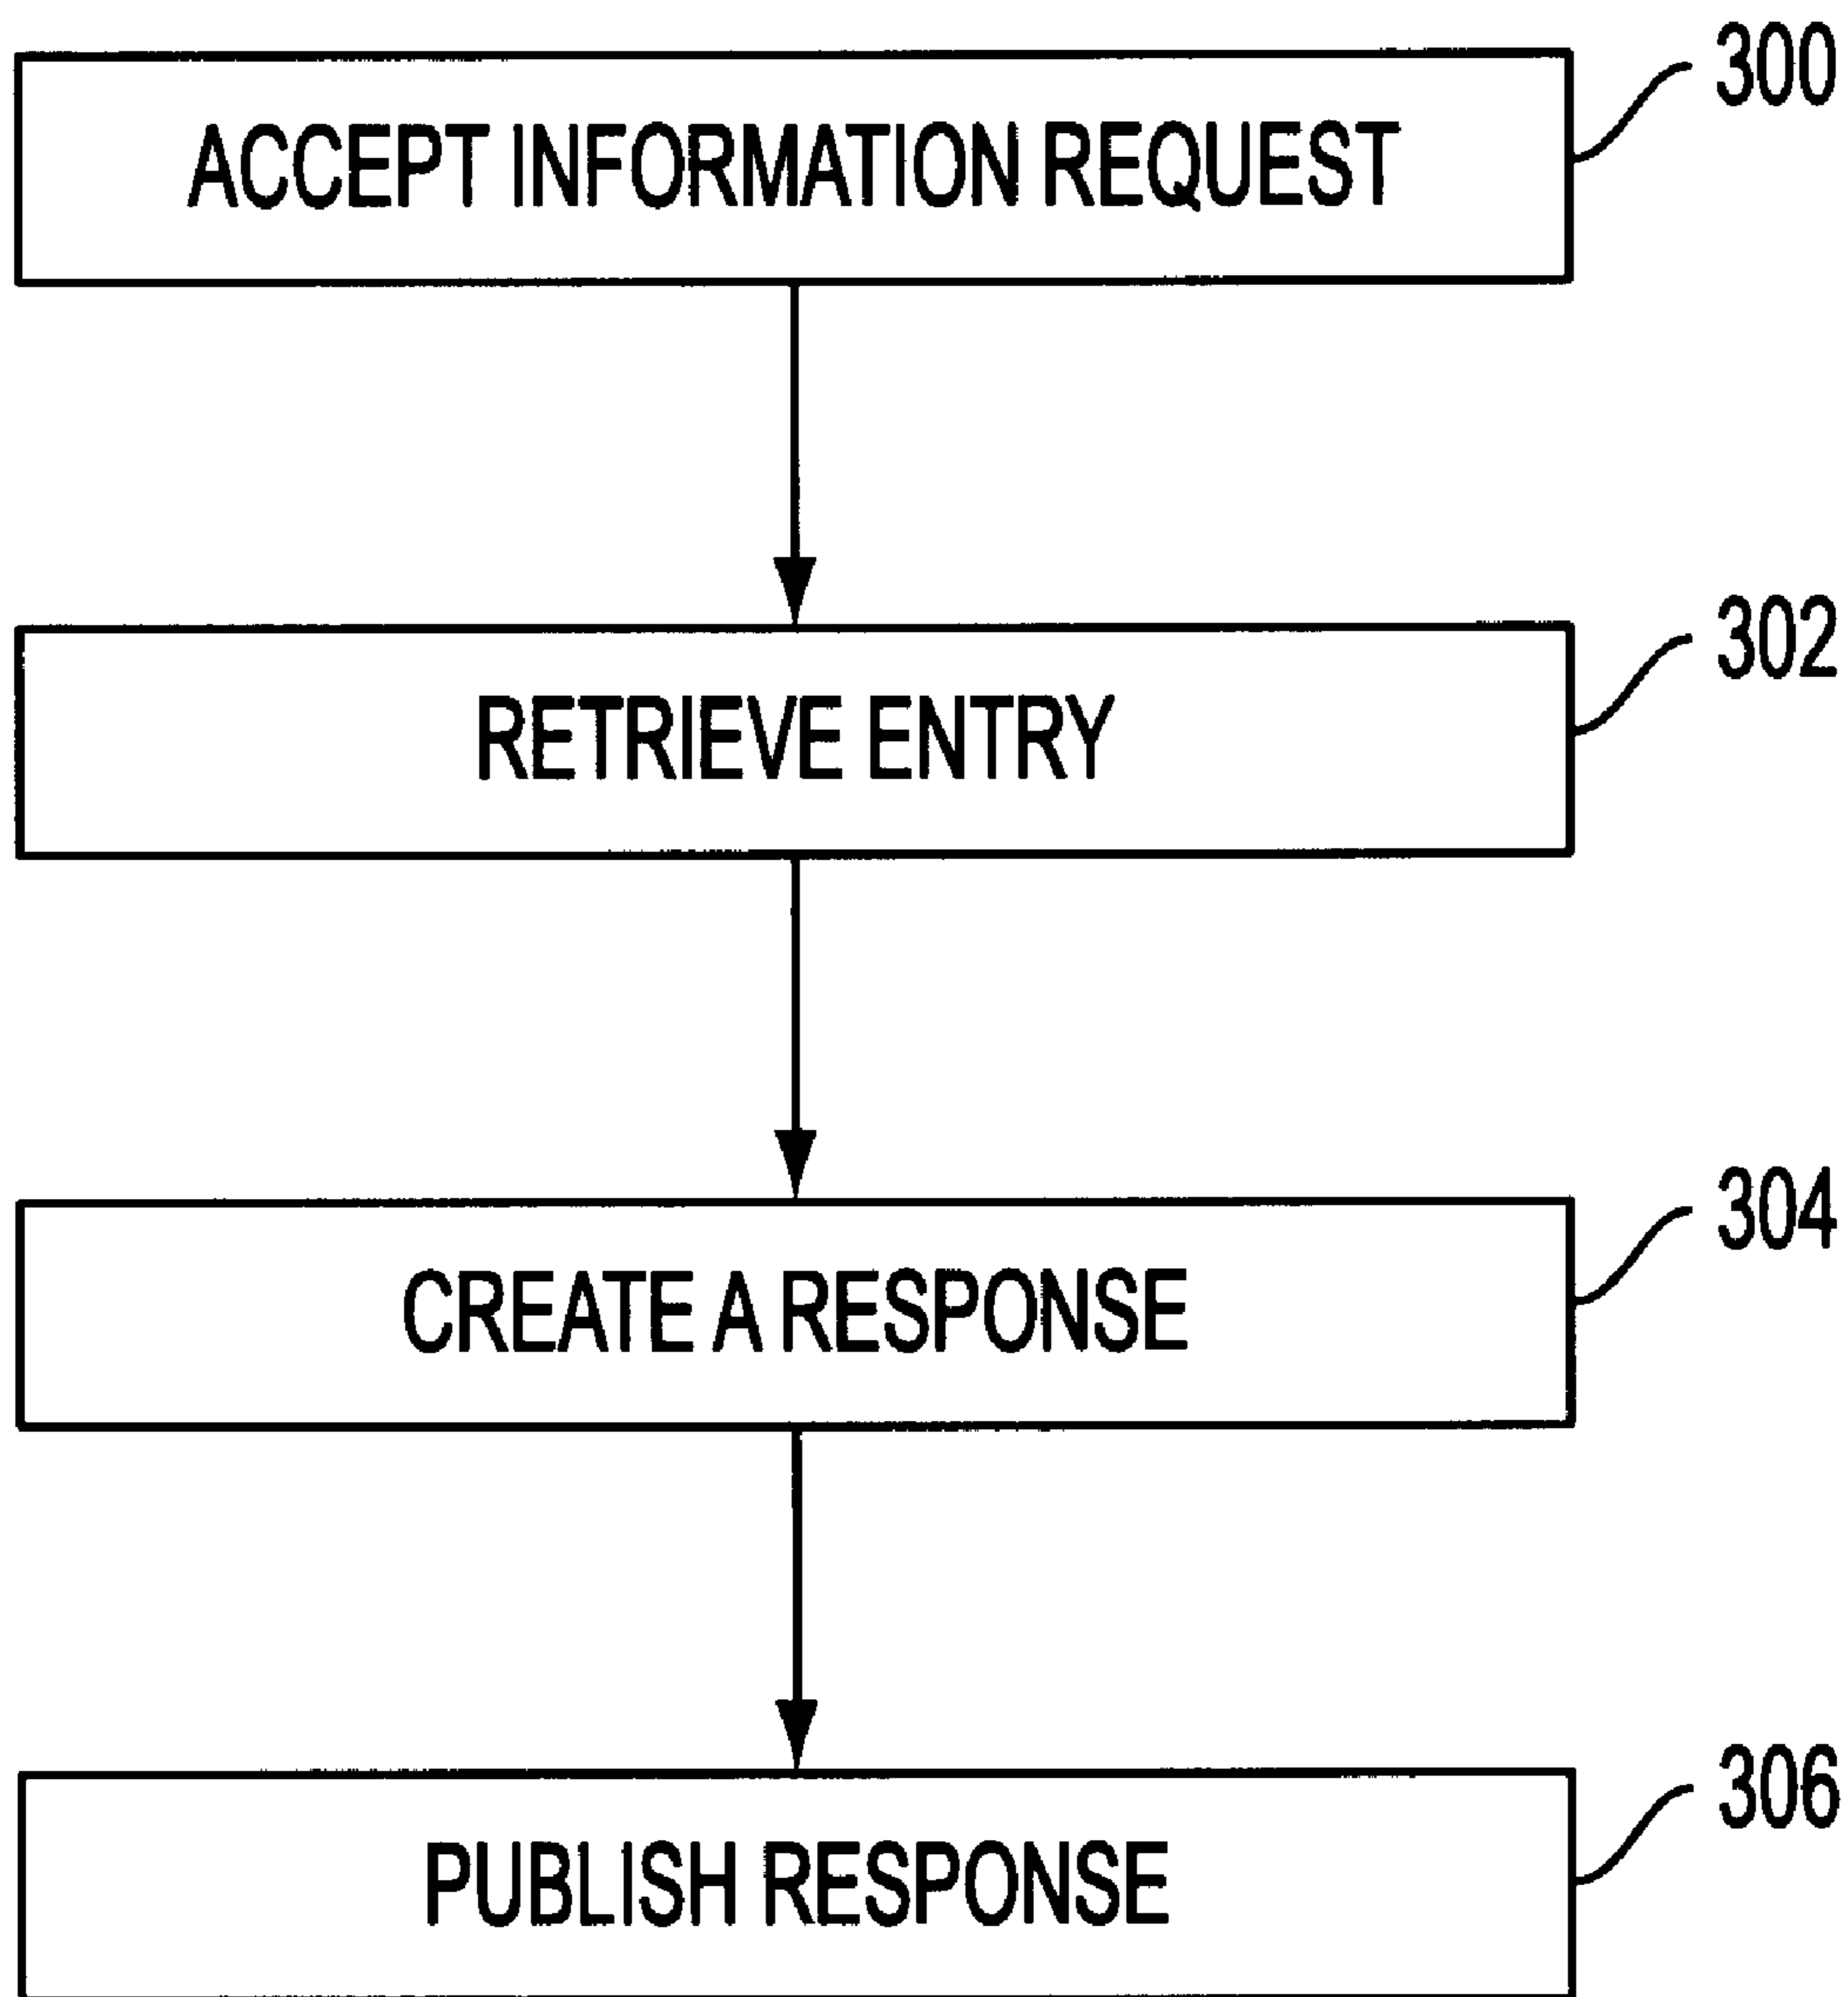 300
ACCEPT INFORMATION REQUEST
302
RETRIEVE ENTRY
304
CREATE A RESPONSE
306
PUBLISH RESPONSE